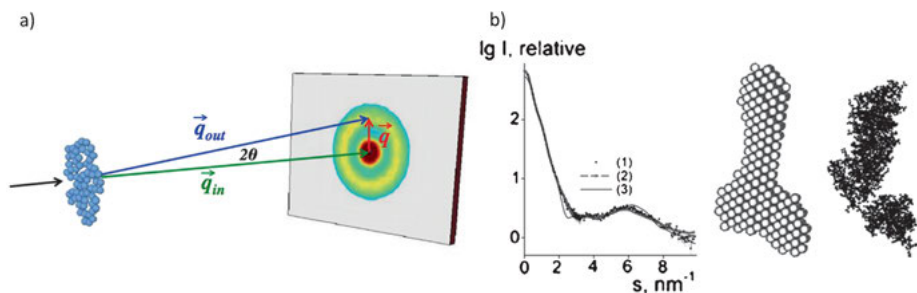 a)
q_out
2θ
q
q_in
b)
lg I, relative
2
1
0
(1)
(2)
(3)
0 2 4 6 8
s, nm⁻¹